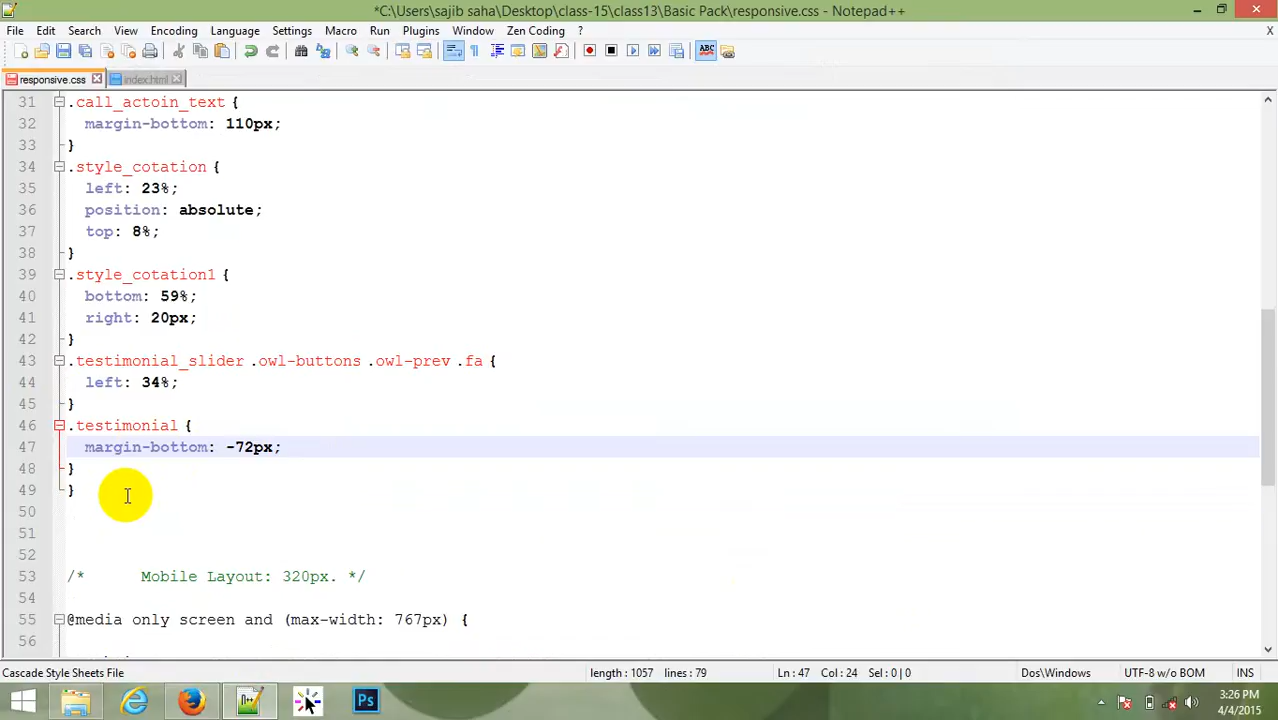 *C:\Users\sajib saha\Desktop\class-15\class13\Basic Pack\responsive.css - Notepad++
File Edit Search View Encoding Language Settings Macro Run Plugins Window Zen Coding ? X
ABC
responsive.css index.html
31 .call_actoin_text {
32 margin-bottom: 110px;
33 }
34 .style_cotation {
35 left: 23%;
36 position: absolute;
37 top: 8%;
38 }
39 .style_cotation1 {
40 bottom: 59%;
41 right: 20px;
42 }
43 .testimonial_slider .owl-buttons .owl-prev .fa {
44 left: 34%;
45 }
46 .testimonial {
47 margin-bottom: -72px;
48 }
49 }
50
51
52
53 /* Mobile Layout: 320px. */
54
55 @media only screen and (max-width: 767px) {
56
Cascade Style Sheets File length : 1057 lines : 79 Ln : 47 Col : 24 Sel : 0 | 0 Dos\Windows UTF-8 w/o BOM INS
Ps
3:26 PM
4/4/2015